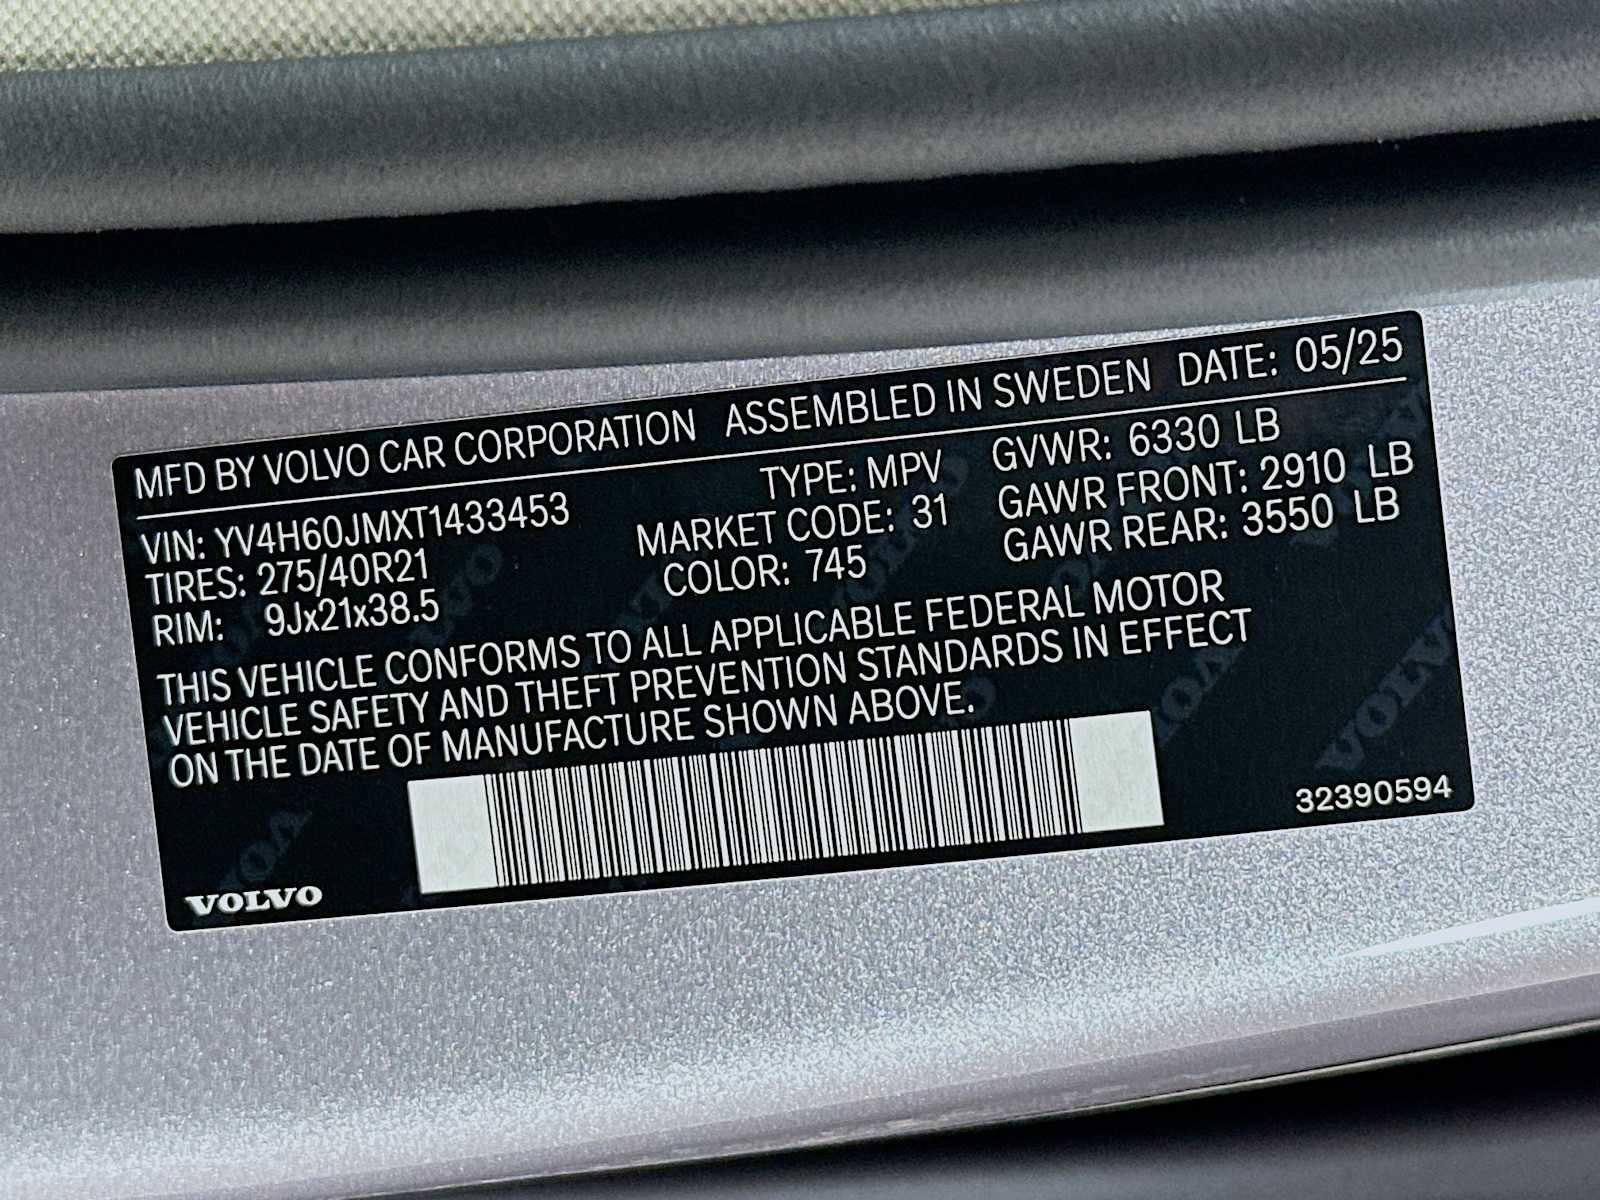 MFD BY VOLVO CAR CORPORATION ASSEMBLED IN SWEDEN DATE: 05/25
VIN: YV4H60JMXT1433453 TYPE: MPV GVWR: 6330 LB
TIRES: 275/40R21 MARKET CODE: 31 GAWR FRONT: 2910 LB
RIM: 9Jx21x38.5 COLOR: 745 GAWR REAR: 3550 LB
THIS VEHICLE CONFORMS TO ALL APPLICABLE FEDERAL MOTOR
VEHICLE SAFETY AND THEFT PREVENTION STANDARDS IN EFFECT
ON THE DATE OF MANUFACTURE SHOWN ABOVE.
32390594
VOLVO